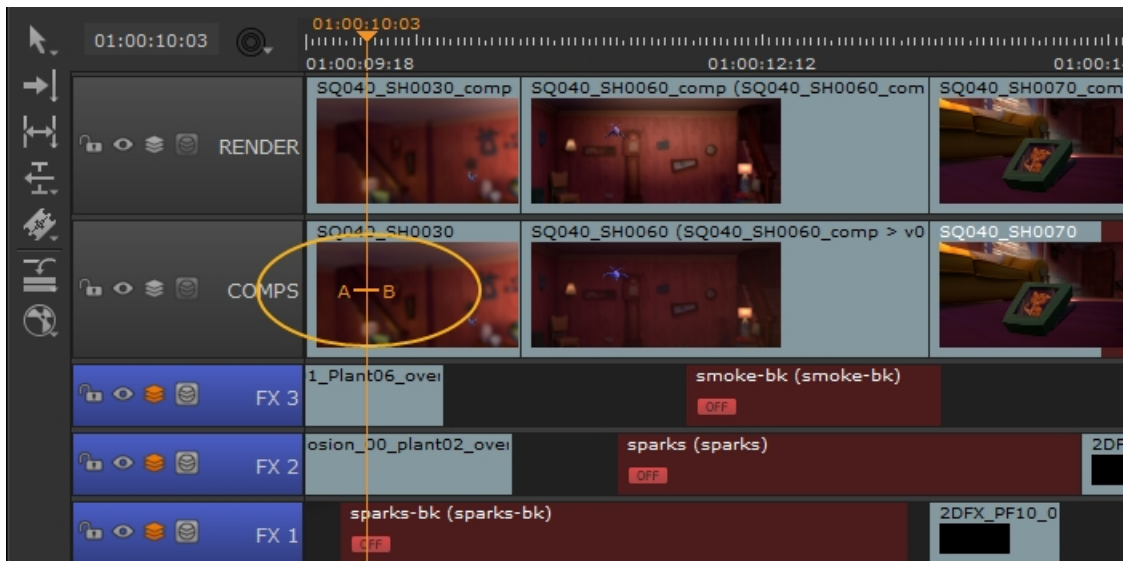 01:00:10:03
01:00:10:03
01:00:09:18
01:00:12:12
01:00:1
SQ040_SH0030_comp
SQ040_SH0060_comp (SQ040_SH0060_com
SQ040_SH0070_com
RENDER
SQ040_SH0030
SQ040_SH0060 (SQ040_SH0060_comp > v0
SQ040_SH0070
COMPS
A
B
1_Plant06_over
smoke-bk (smoke-bk)
OFF
FX 3
osion_00_plant02_over
sparks (sparks)
2DF
OFF
FX 2
sparks-bk (sparks-bk)
2DFX_PF10_0
OFF
FX 1